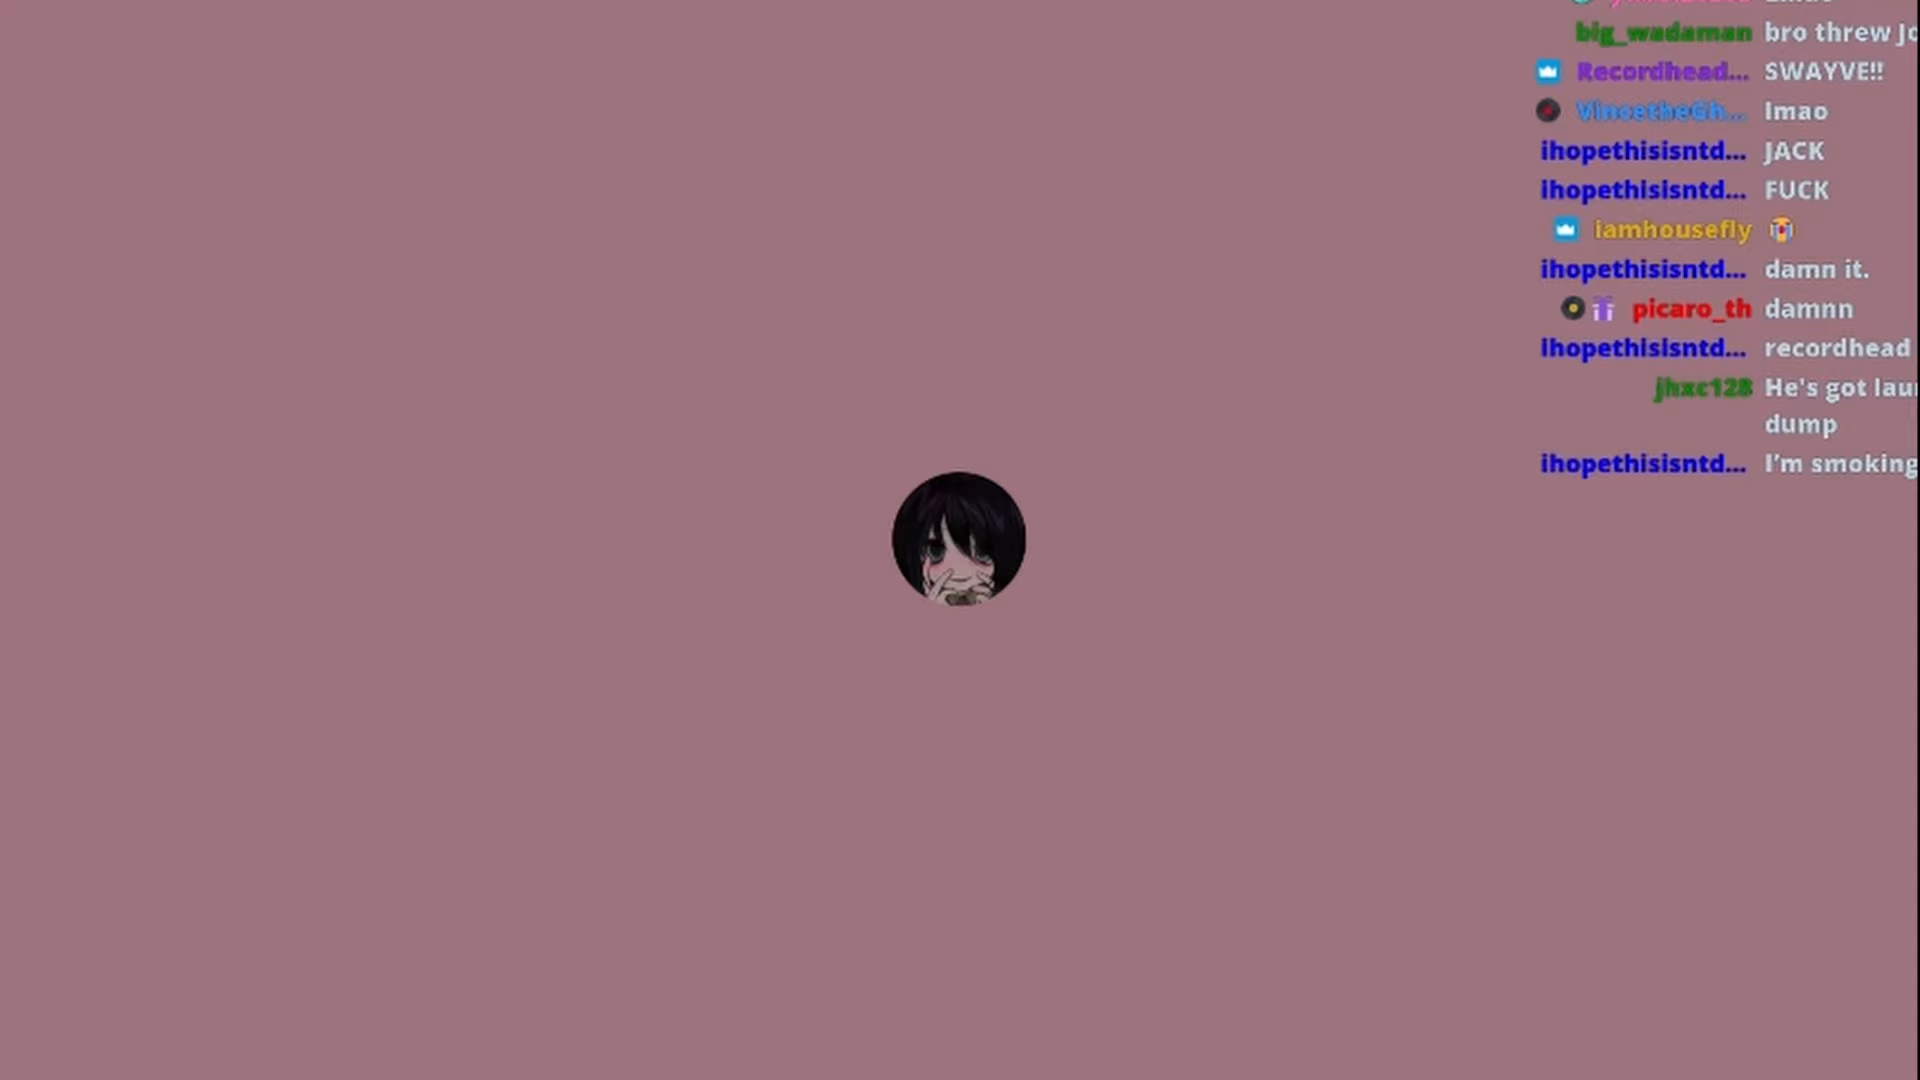 big_wadaman bro threw
Recordhead... SWAYVE!!
VincetheGh... lmao
ihopethisisntd... JACK
ihopethisisntd... FUCK
iamhousefly 😭
ihopethisisntd... damn it.
picaro_th damnn
ihopethisisntd... recordhead
jhxc128 He's got
dump
ihopethisisntd... I'm smoking